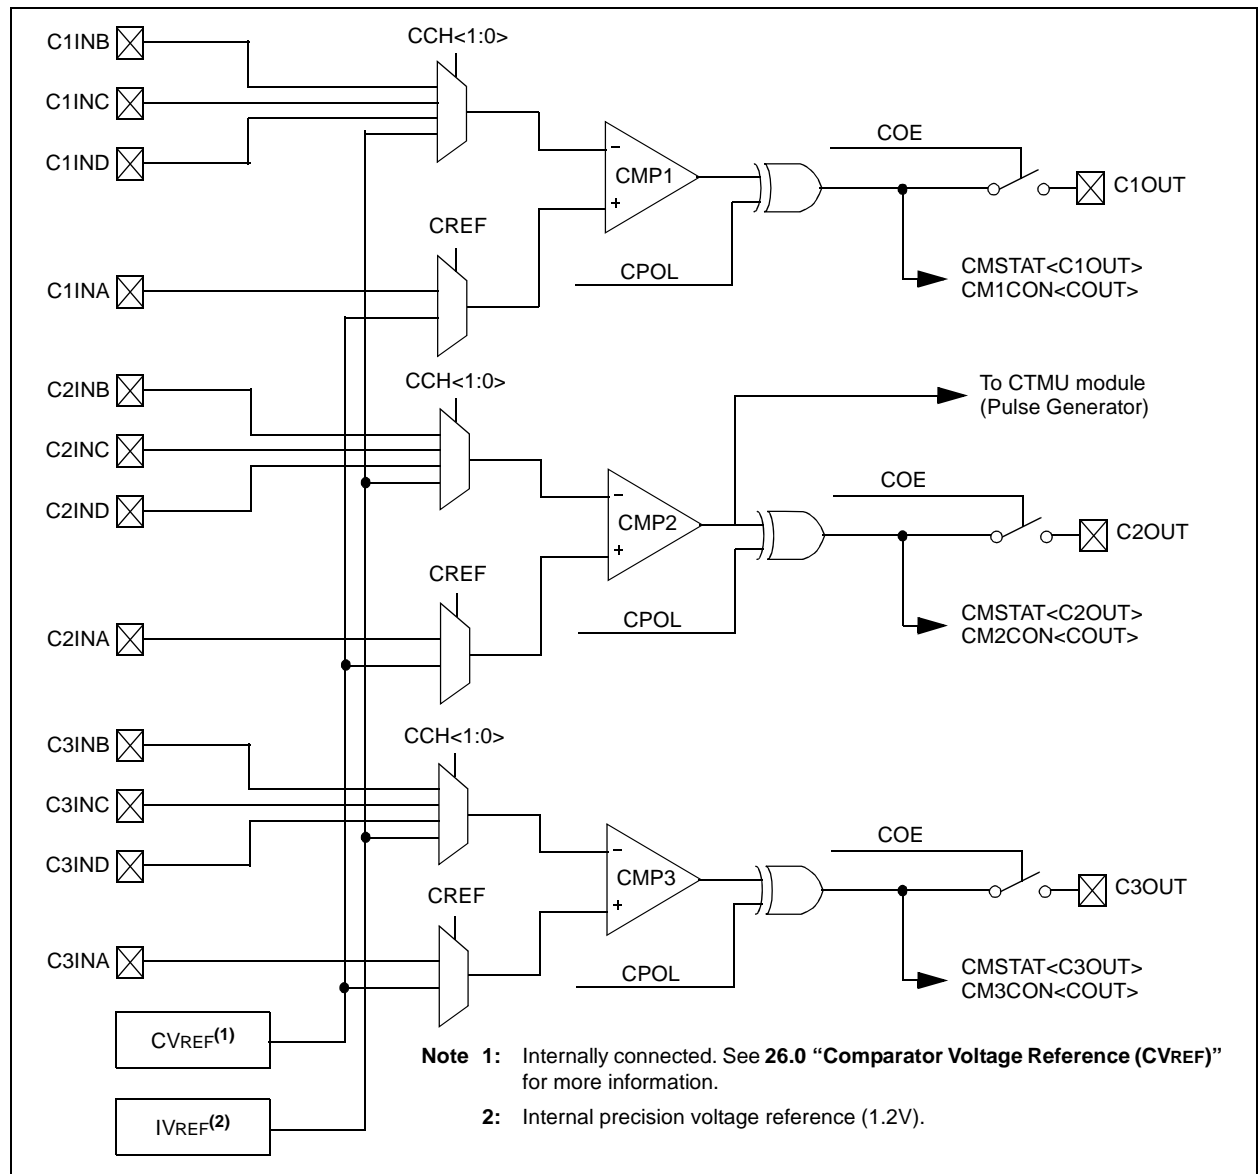 C1INB
CCH<1:0>
C1INC
C1IND
–
CMP1
+
COE
C1OUT
CREF
C1INA
CPOL
CMSTAT<C1OUT>
CM1CON<COUT>
C2INB
CCH<1:0>
To CTMU module
(Pulse Generator)
C2INC
C2IND
–
CMP2
+
COE
C2OUT
CREF
C2INA
CPOL
CMSTAT<C2OUT>
CM2CON<COUT>
C3INB
CCH<1:0>
C3INC
C3IND
–
CMP3
+
COE
C3OUT
CREF
C3INA
CPOL
CMSTAT<C3OUT>
CM3CON<COUT>
CVREF(1)
IVREF(2)
Note 1: Internally connected. See 26.0 “Comparator Voltage Reference (CVREF)”
for more information.
2: Internal precision voltage reference (1.2V).